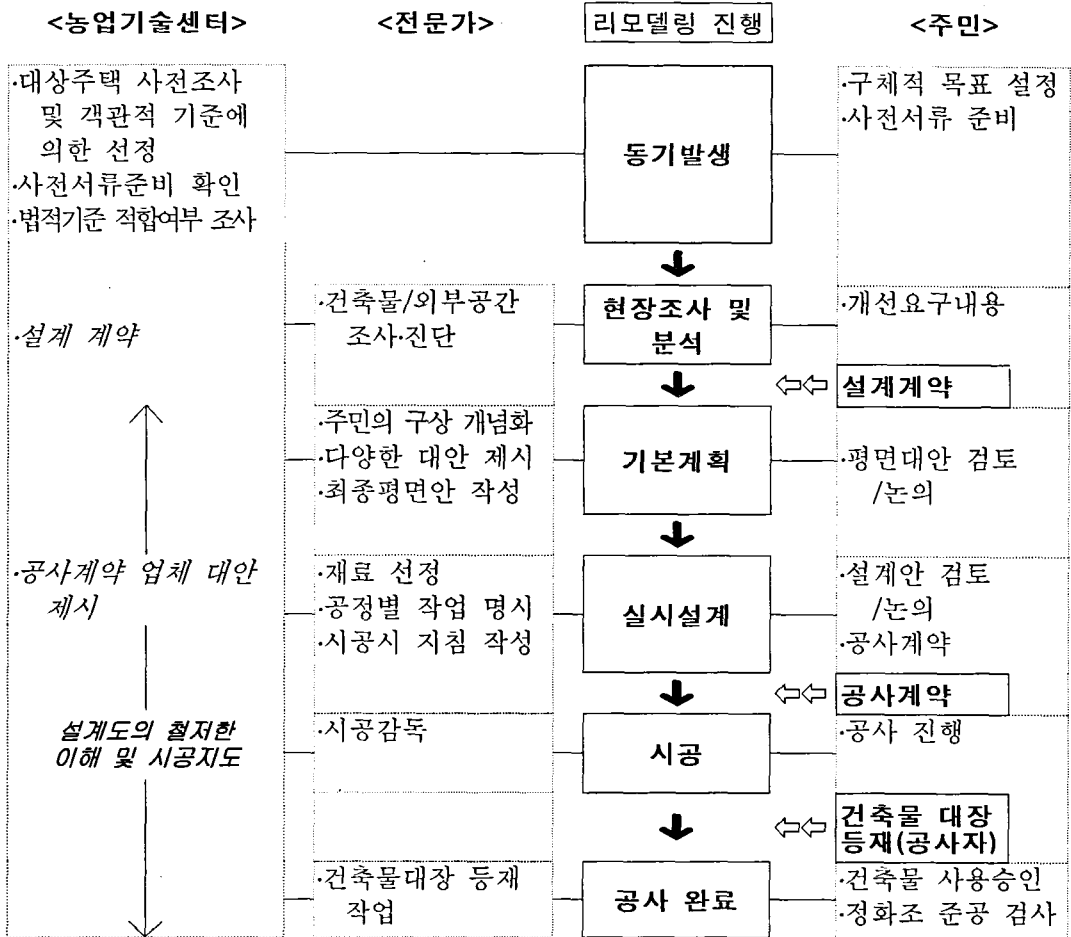 <농업기술센터> <전문가> 리모델링 진행 <주민>
·대상주택 사전조사
및 객관적 기준에
의한 선정
·사전서류준비 확인
·법적기준 적합여부 조사
동기발생
·구체적 목표 설정
·사전서류 준비
·설계 계약
·건축물/외부공간
조사·진단
현장조사 및
분석
·개선요구내용
⇦⇦ 설계계약
·주민의 구상 개념화
·다양한 대안 제시
·최종평면안 작성
기본계획
·평면대안 검토
/논의
·공사계약 업체 대안
제시
·재료 선정
·공정별 작업 명시
·시공시 지침 작성
실시설계
·설계안 검토
/논의
·공사계약
⇦⇦ 공사계약
설계도의 철저한
이해 및 시공지도
·시공감독
시공
·공사 진행
⇦⇦ 건축물 대장
등재(공사자)
·건축물대장 등재
작업
공사 완료
·건축물 사용승인
·정화조 준공 검사